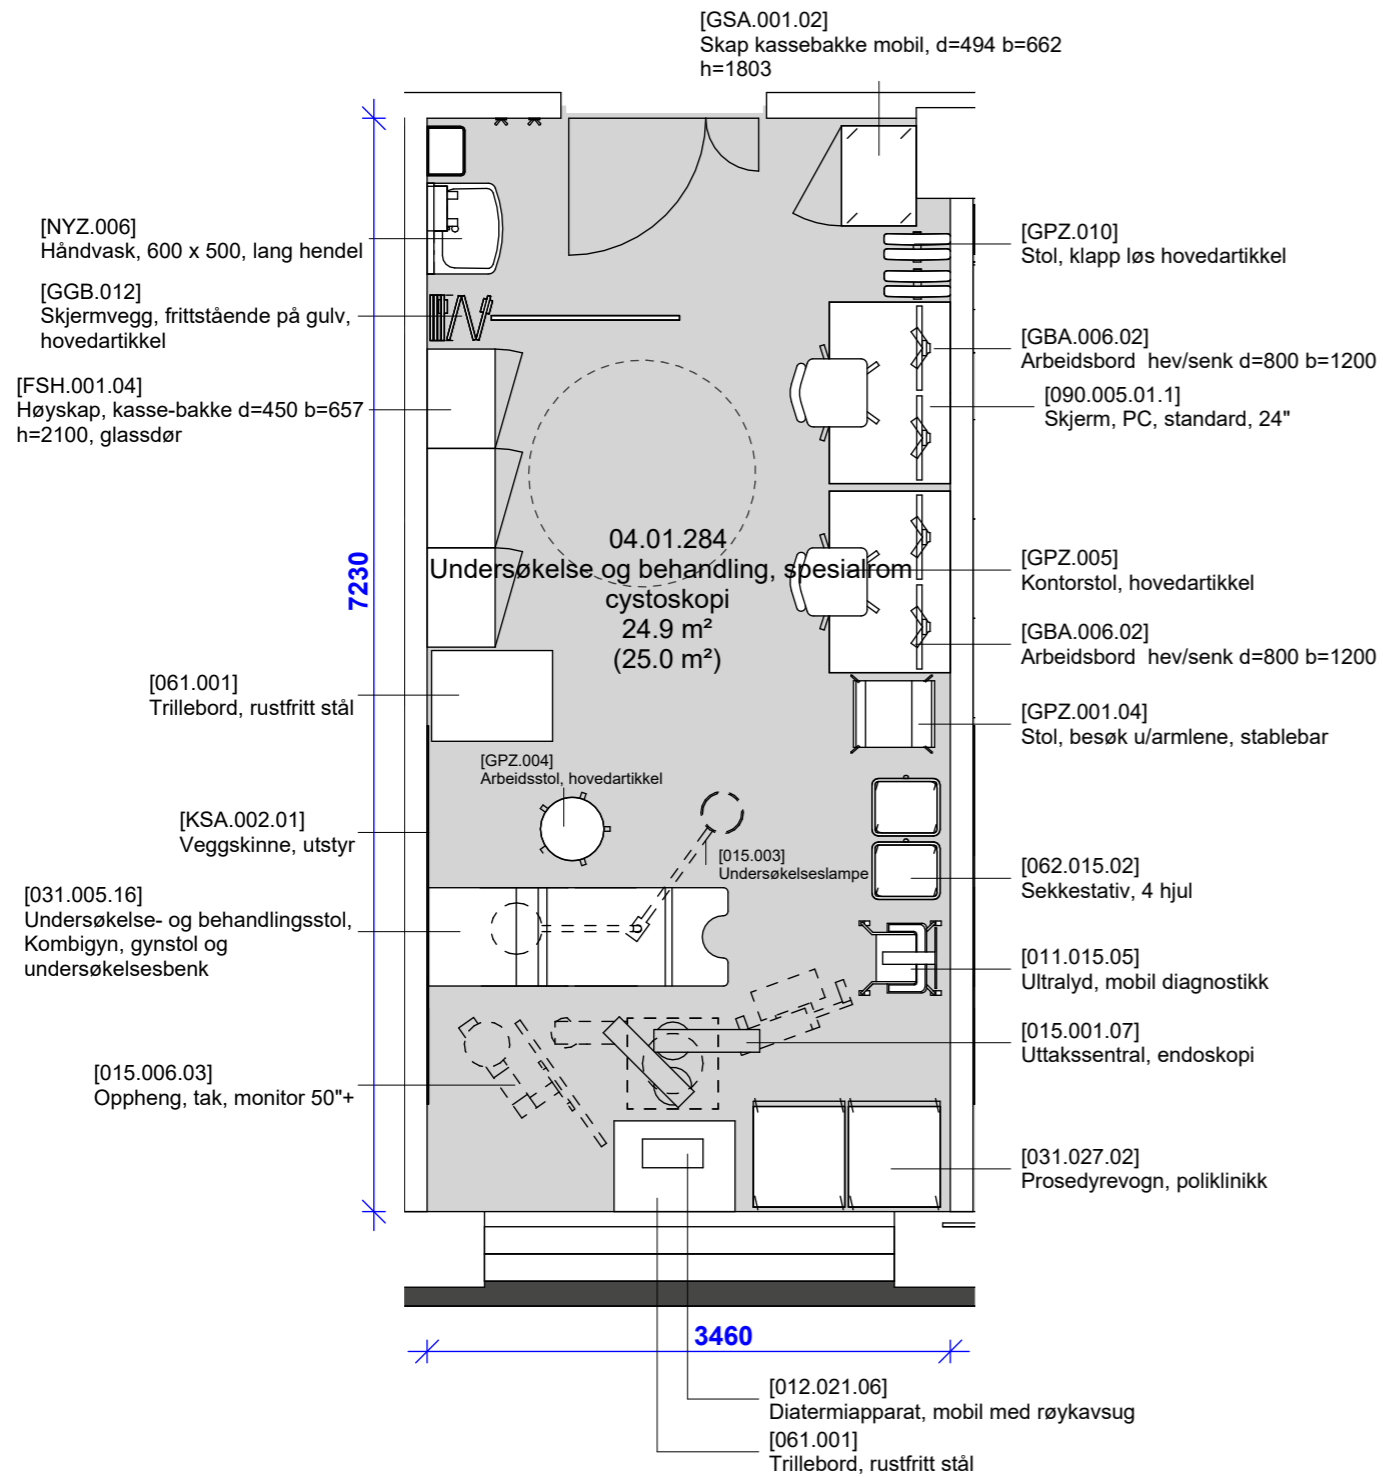 [GSA.001.02]
Skap kassebakke mobil, d=494 b=662
h=1803
[NYZ.006]
Håndvask, 600 x 500, lang hendel
[GGB.012]
Skjermvegg, frittstående på gulv,
hovedartikkel
[FSH.001.04]
Høyskap, kasse-bakke d=450 b=657
h=2100, glassdør
7230
[061.001]
Trillebord, rustfritt stål
[KSA.002.01]
Veggskinne, utstyr
[031.005.16]
Undersøkelse- og behandlingsstol,
Kombigyn, gynstol og
undersøkelsesbenk
[015.006.03]
Oppheng, tak, monitor 50"+
04.01.284
Undersøkelse og behandling, spesialrom
cystoskopi
24.9 m²
(25.0 m²)
[GPZ.004]
Arbeidsstol, hovedartikkel
[015.003]
Undersøkelseslampe
[GPZ.010]
Stol, klapp løs hovedartikkel
[GBA.006.02]
Arbeidsbord  hev/senk d=800 b=1200
[090.005.01.1]
Skjerm, PC, standard, 24"
[GPZ.005]
Kontorstol, hovedartikkel
[GBA.006.02]
Arbeidsbord  hev/senk d=800 b=1200
[GPZ.001.04]
Stol, besøk u/armlene, stablebar
[062.015.02]
Sekkestativ, 4 hjul
[011.015.05]
Ultralyd, mobil diagnostikk
[015.001.07]
Uttakssentral, endoskopi
[031.027.02]
Prosedyrevogn, poliklinikk
3460
[012.021.06]
Diatermiapparat, mobil med røykavsug
[061.001]
Trillebord, rustfritt stål